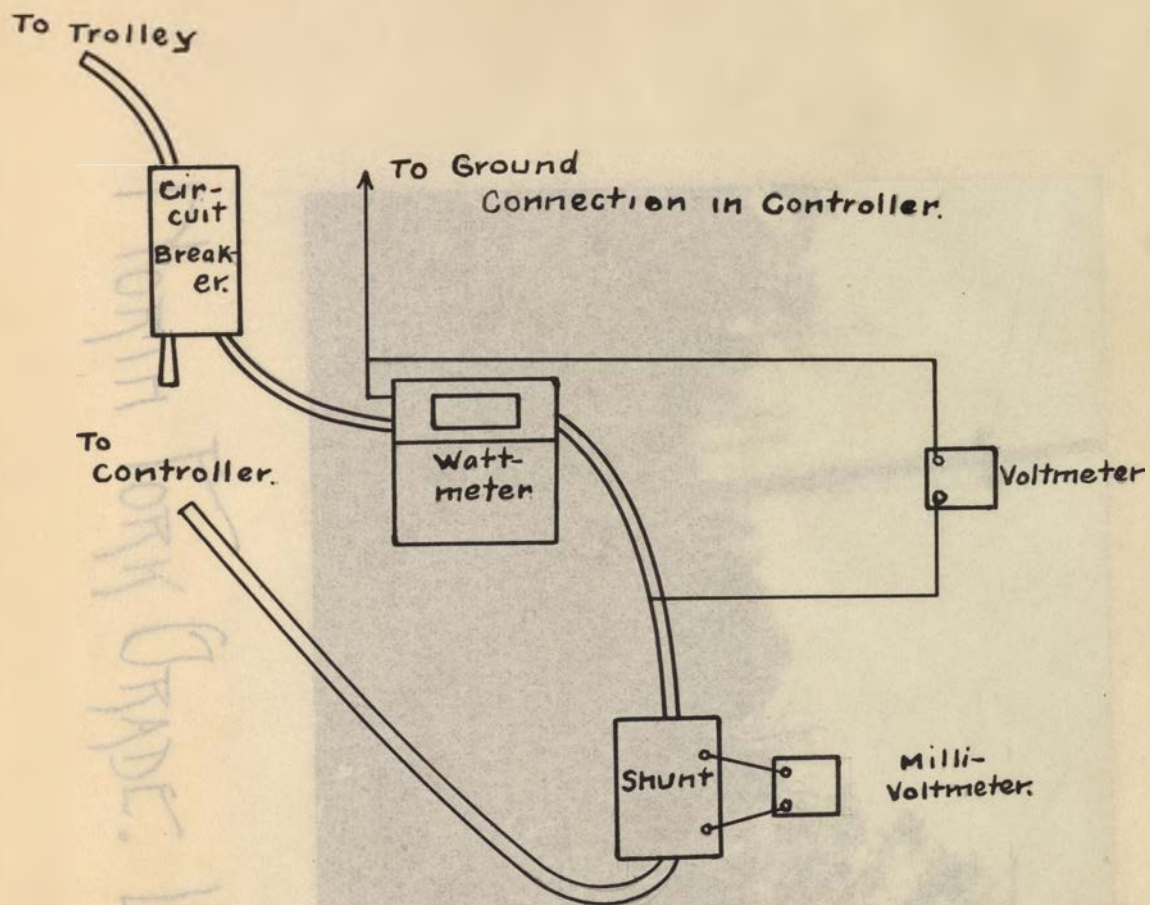 To Trolley
Cir-
cuit
Break-
er.
To Ground
Connection in Controller.
To
Controller.
Watt-
meter
Voltmeter
Shunt
Milli-
Voltmeter.
GRADE.